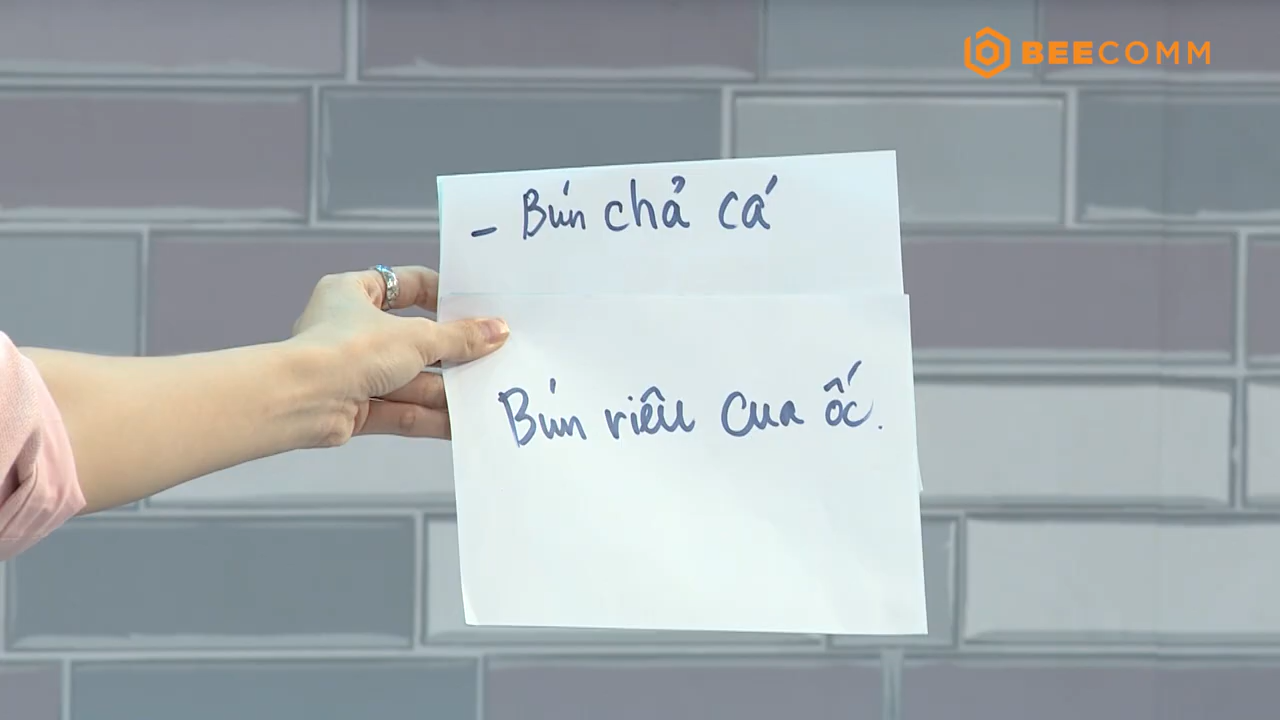 BEECOMM
- Bún chả cá
Bún riêu cua ốc.